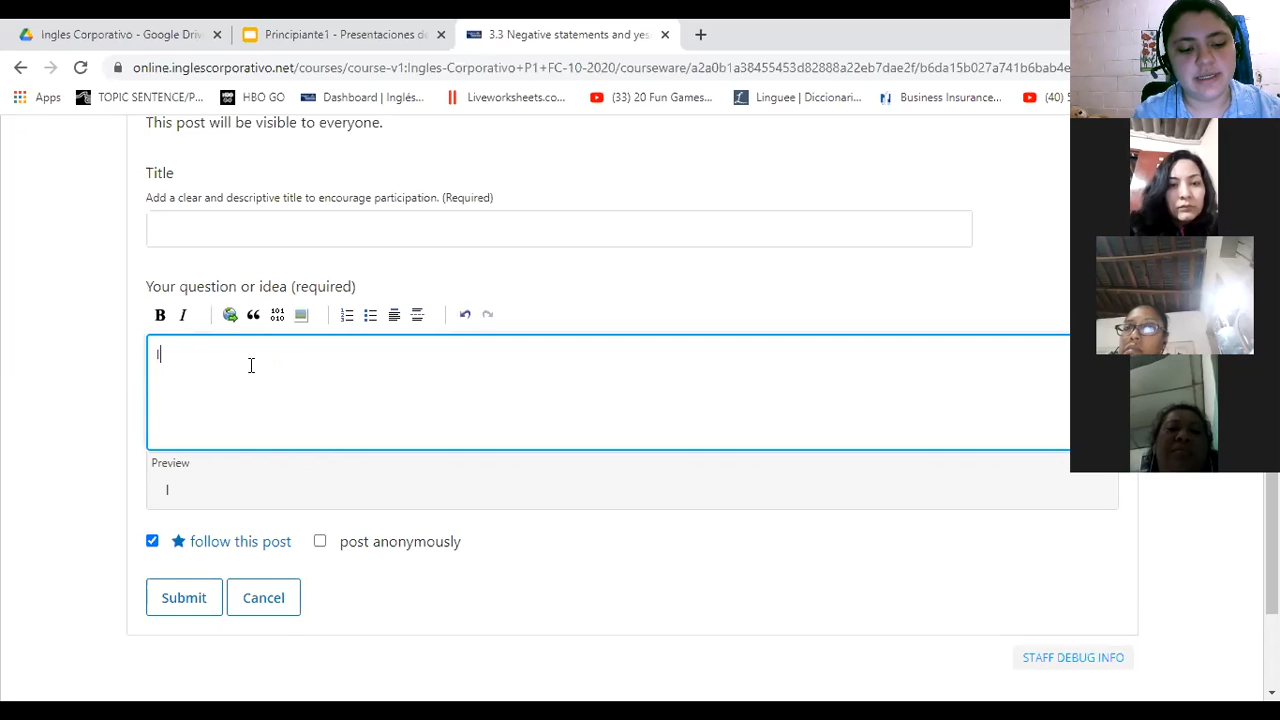 Ingles Corporativo - Google Driv
Principiante1 - Presentaciones de
3.3 Negative statements and yes
online.inglescorporativo.net/courses/course-v1:Ingles-corporativo+P1+FC-10-2020/courseware/a2a0b1a38455453d82888a22eb7dae2f/b6da15b027a741b6bab4e
Apps
TOPIC SENTENCE/P...
HBO GO
Dashboard | Inglés...
Liveworksheets.co...
(33) 20 Fun Games...
Linguee | Diccionari...
Business Insurance...
(40) 5
This post will be visible to everyone.
Title
Add a clear and descriptive title to encourage participation. (Required)
Your question or idea (required)
B I
I
Preview
I
follow this post
post anonymously
Submit
Cancel
STAFF DEBUG INFO